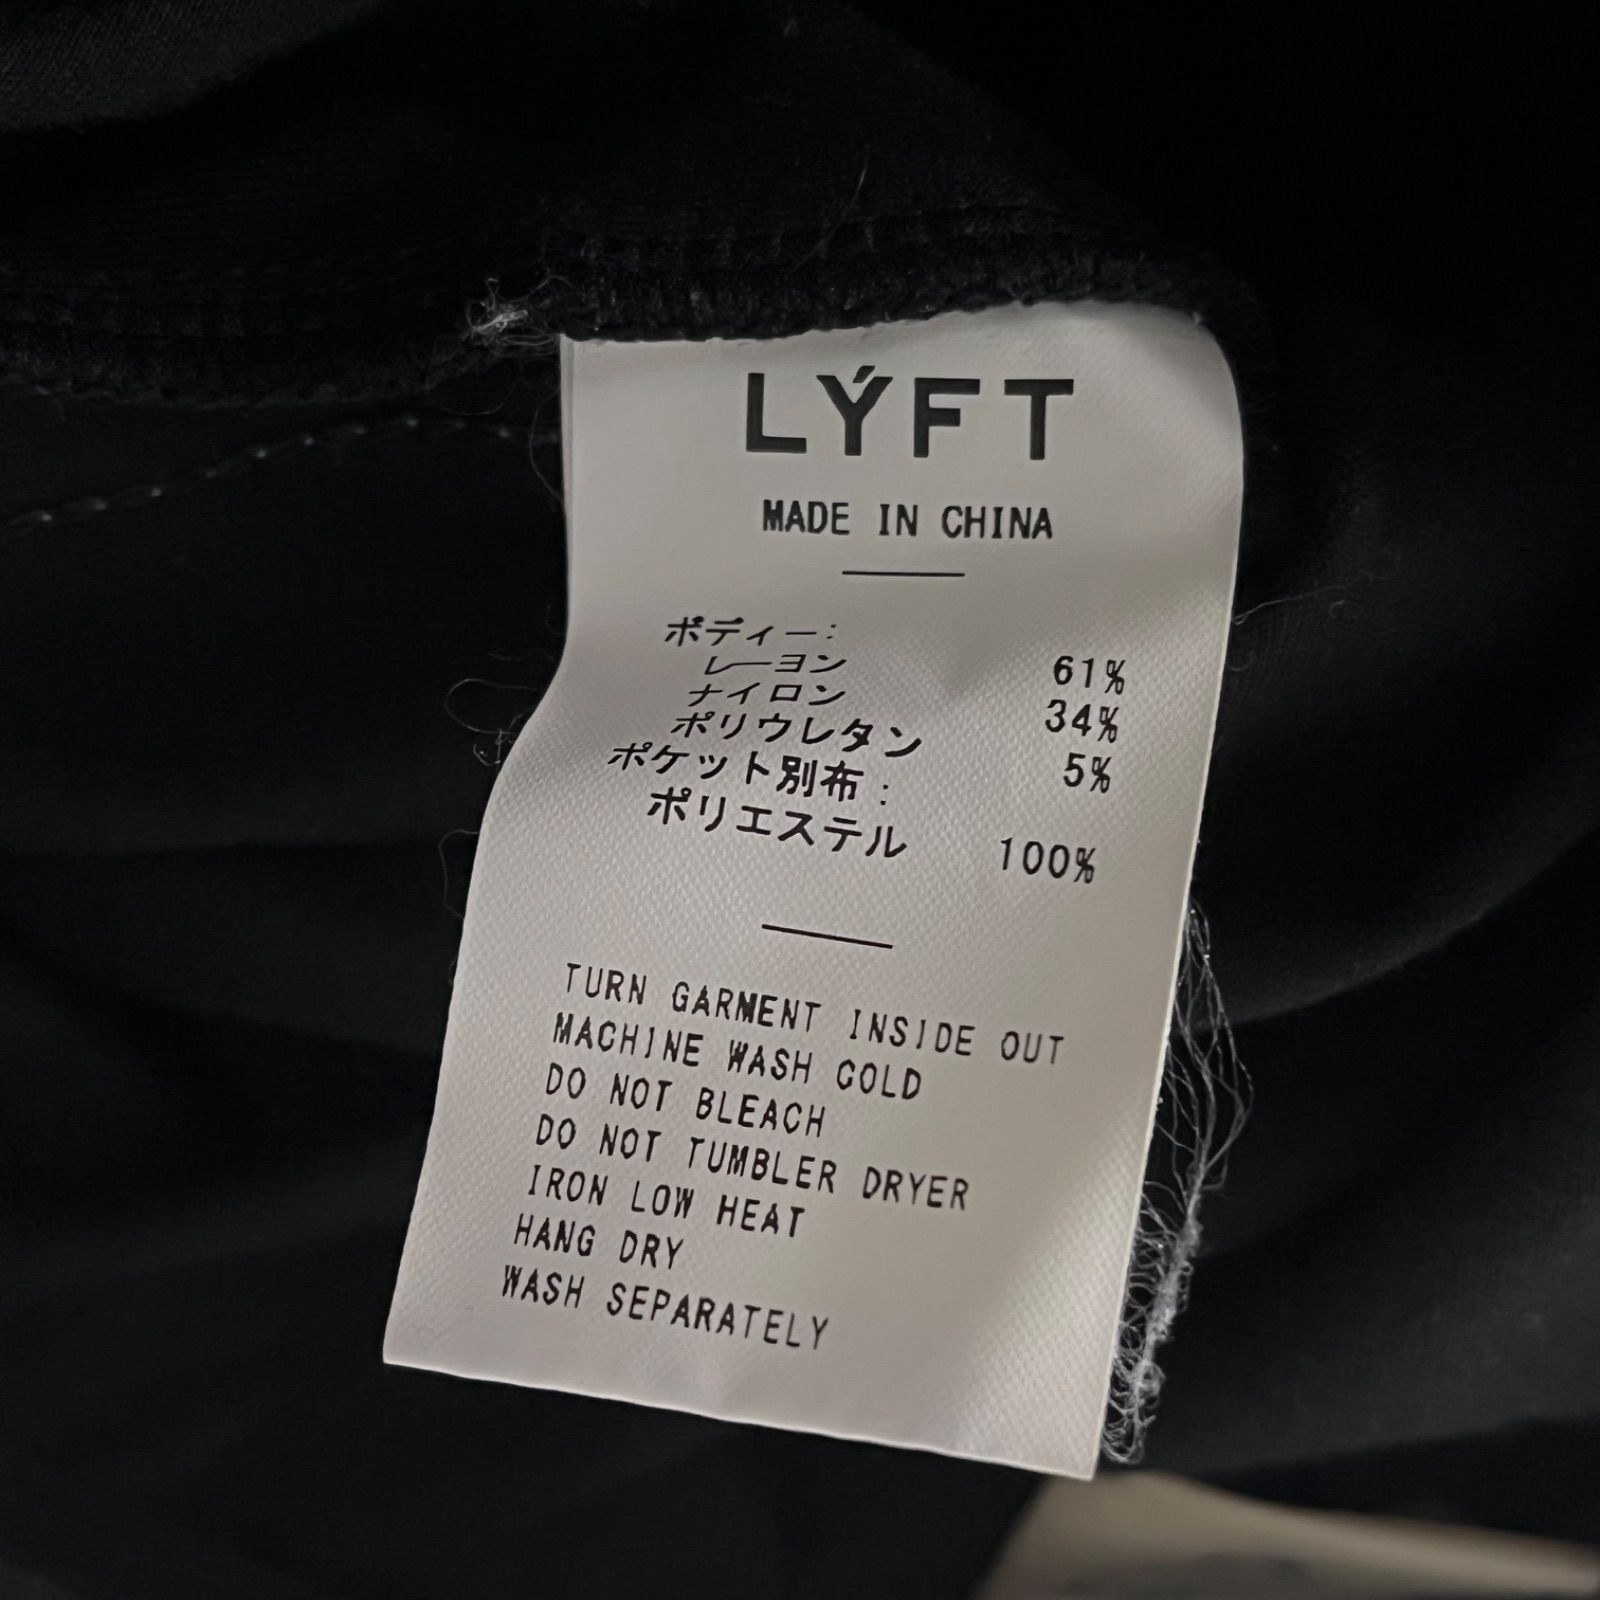 LÝFT
MADE IN CHINA
ボディー:
レーヨン 61%
ナイロン 34%
ポリウレタン 5%
ポケット別布:
ポリエステル 100%
TURN GARMENT INSIDE OUT
MACHINE WASH COLD
DO NOT BLEACH
DO NOT TUMBLER DRYER
IRON LOW HEAT
HANG DRY
WASH SEPARATELY